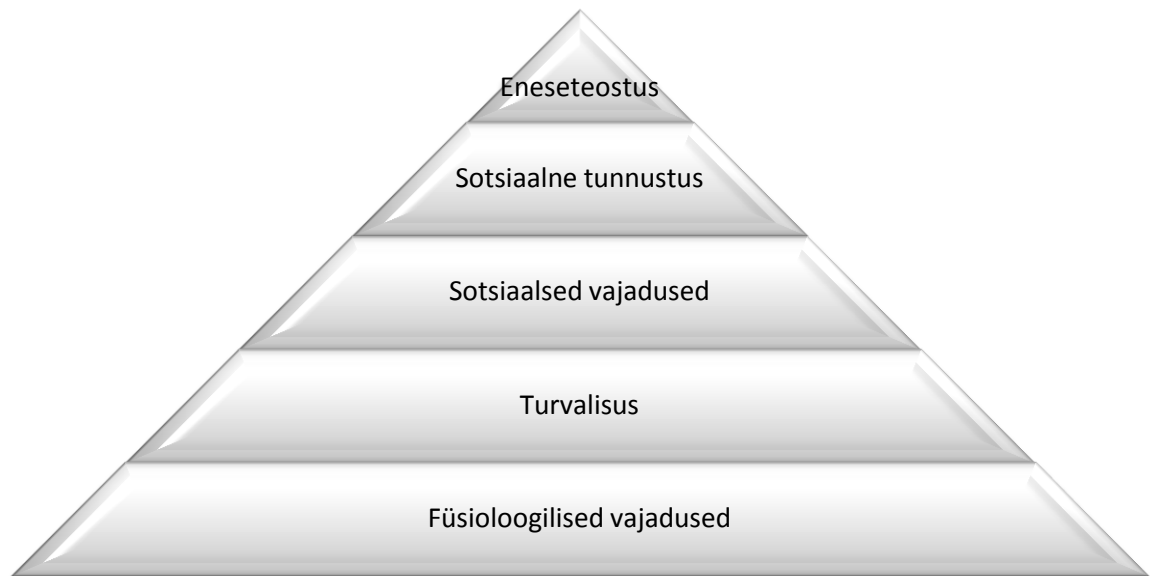 Eneseteostus
Sotsiaalne tunnustus
Sotsiaalsed vajadused
Turvalisus
Füsioloogilised vajadused